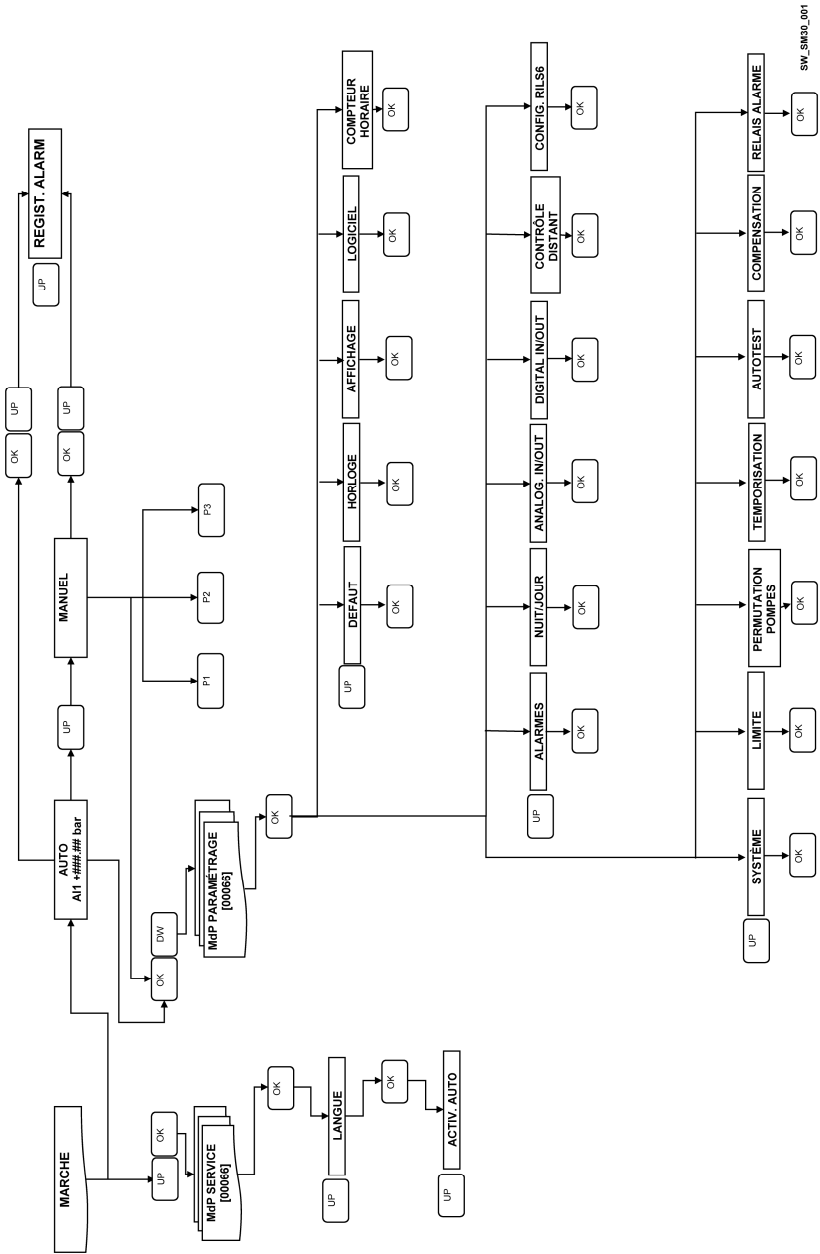 OK
UP
MARCHE
AUTO
AI1 +###.## bar
UP
MANUEL
OK
UP
REGIST. ALARM
JP
UP
OK
OK
DW
MdP SERVICE
[00066]
MdP PARAMÉTRAGE
[00066]
P1
P2
P3
OK
OK
UP
LANGUE
UP
DEFAUT
HORLOGE
AFFICHAGE
LOGICIEL
COMPTEUR
HORAIRE
OK
OK
OK
OK
OK
OK
UP
ACTIV. AUTO
UP
ALARMES
NUIT/JOUR
ANALOG. IN/OUT
DIGITAL IN/OUT
CONTRÔLE
DISTANT
CONFIG. RILS6
OK
OK
OK
OK
OK
OK
UP
SYSTÈME
LIMITE
PERMUTATION
POMPES
TEMPORISATION
AUTOTEST
COMPENSATION
RELAIS ALARME
OK
OK
OK
OK
OK
OK
OK
SW_SM30_001